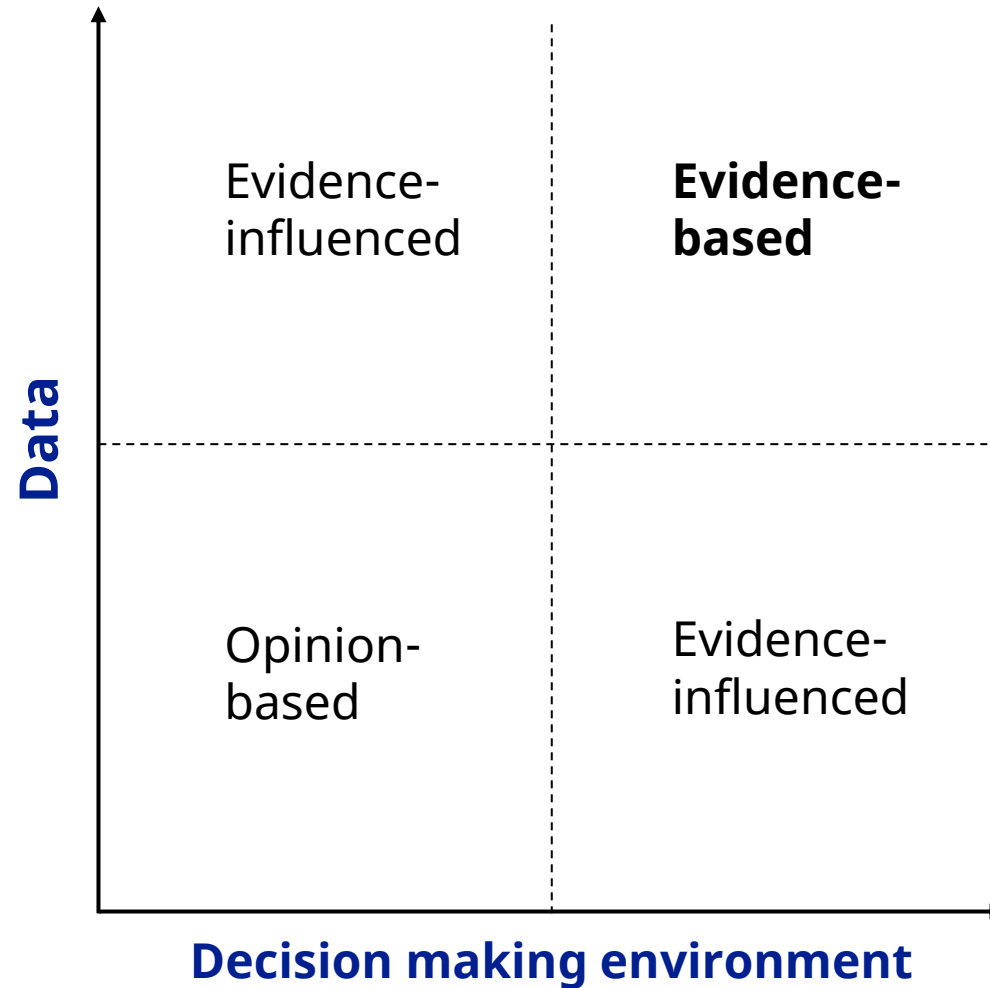 Evidence-
influenced
Evidence-
based
Data
Opinion-
based
Evidence-
influenced
Decision making environment